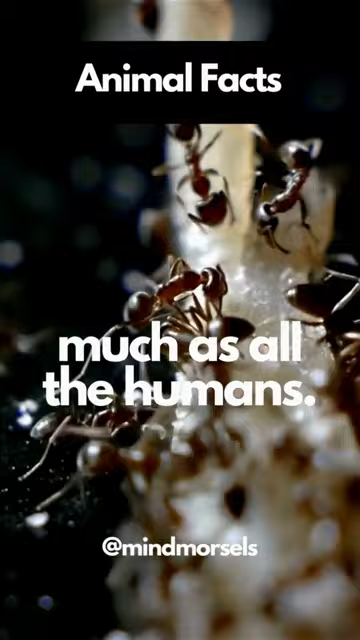 Animal Facts
much as all
the humans.
@mindmorsels